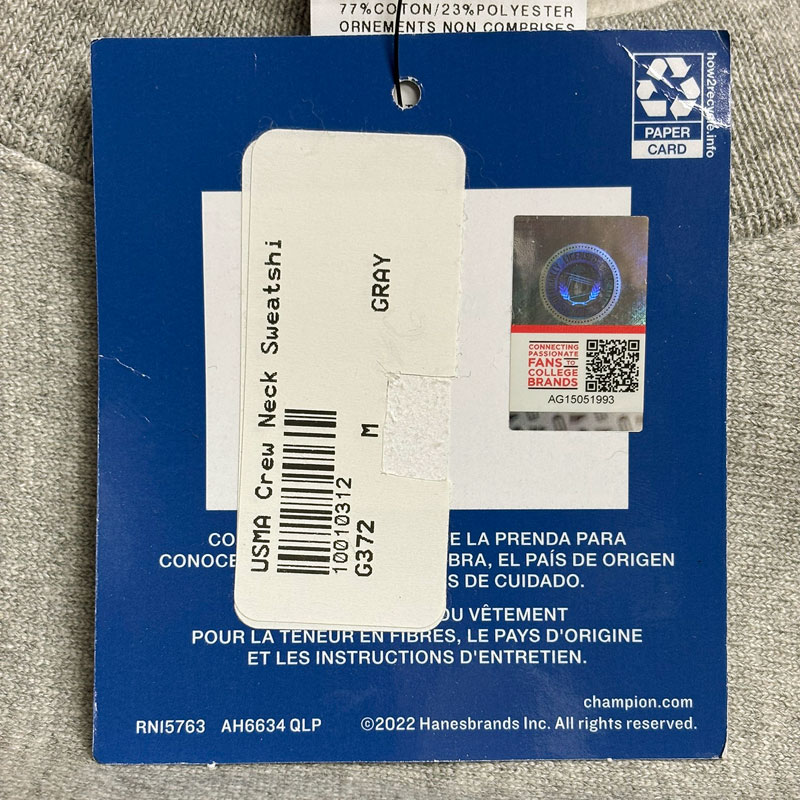 77%COTON/23%POLYESTER
ORNEMENTS NON COMPRISES
how2recycle.info
PAPER
CARD
USMA Crew Neck Sweatshi
GRAY
M
10010312
G372
CONNECTING
PASSIONATE
FANS TO
COLLEGE
BRANDS
AG15051993
CO E LA PRENDA PARA
CONOCE BRA, EL PAÍS DE ORIGEN
S DE CUIDADO.
DU VÊTEMENT
POUR LA TENEUR EN FIBRES, LE PAYS D'ORIGINE
ET LES INSTRUCTIONS D'ENTRETIEN.
champion.com
RNI5763 AH6634 QLP ©2022 Hanesbrands Inc. All rights reserved.